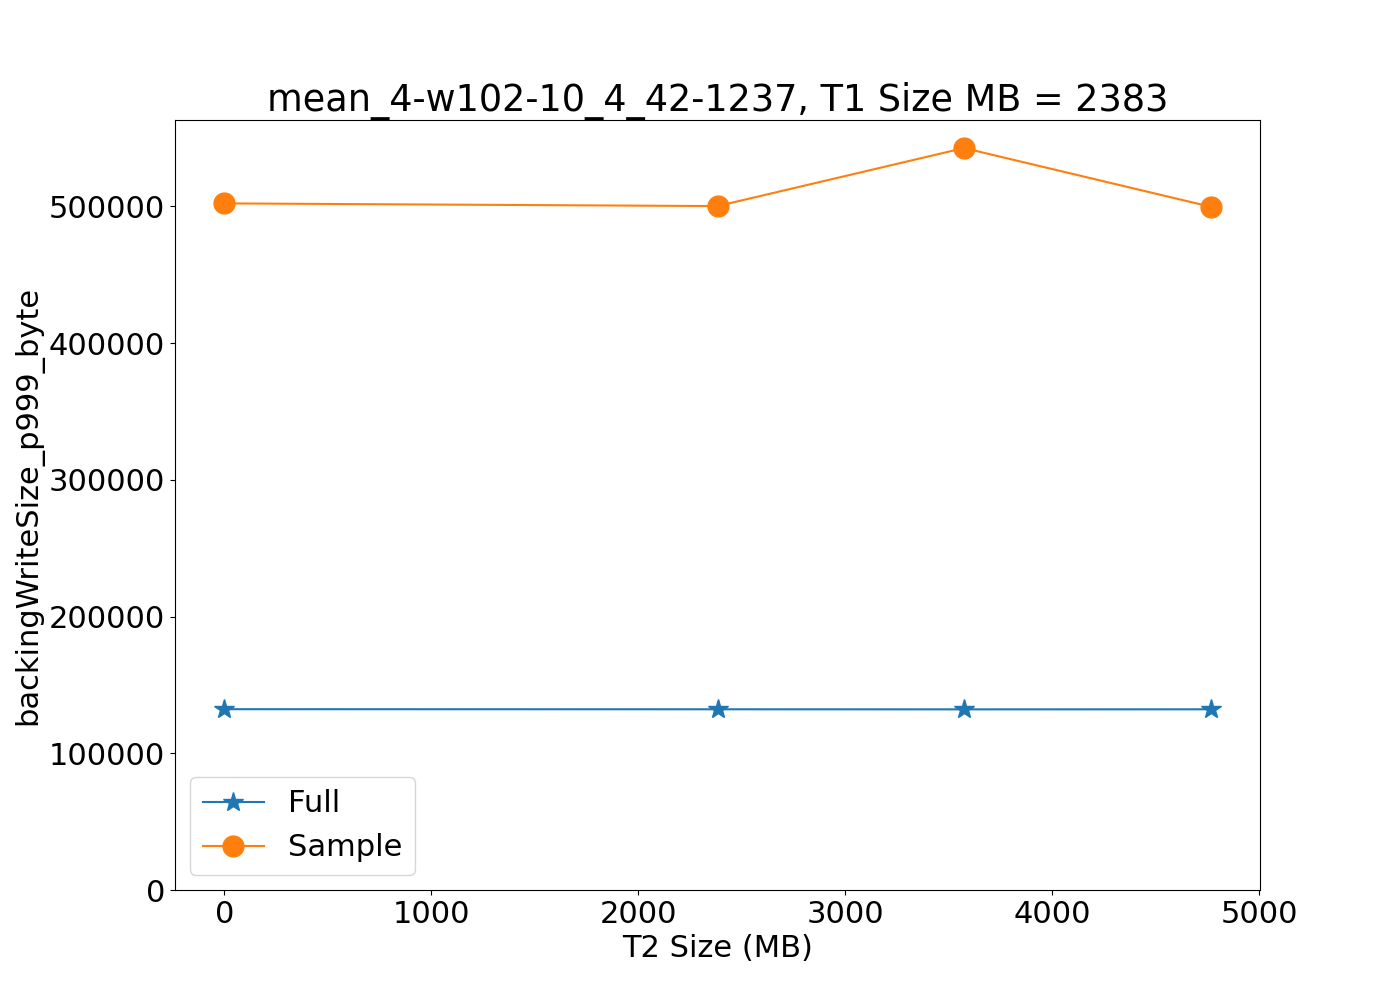 mean_4-w102-10_4_42-1237, T1 Size MB = 2383
backingWriteSize_p999_byte
500000
400000
300000
200000
100000
0
Full
Sample
0 1000 2000 3000 4000 5000
T2 Size (MB)